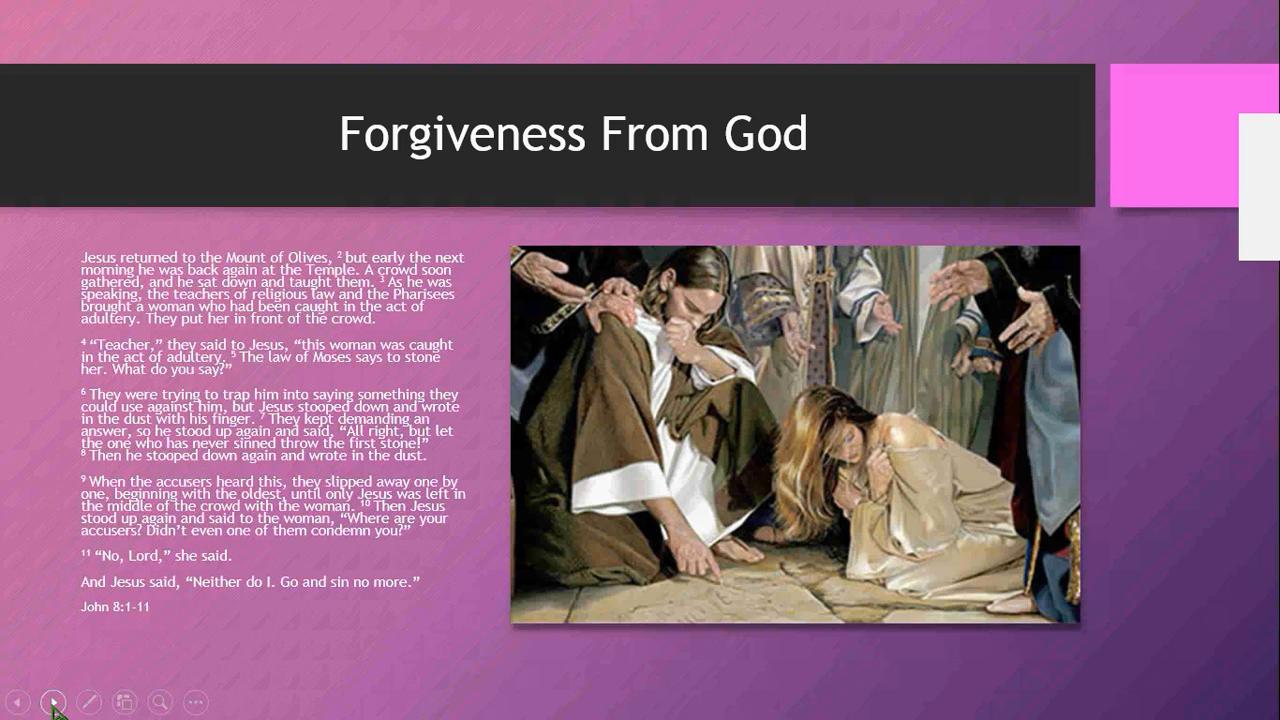 Forgiveness From God
Jesus returned to the Mount of Olives, 2 but early the next
morning he was back again at the Temple. A crowd soon
gathered, and he sat down and taught them. 3 As he was
speaking, the teachers of religious law and the Pharisees
brought a woman who had been caught in the act of
adultery. They put her in front of the crowd.
4 “Teacher,” they said to Jesus, “this woman was caught
in the act of adultery. 5 The law of Moses says to stone
her. What do you say?”
6 They were trying to trap him into saying something they
could use against him, but Jesus stooped down and wrote
in the dust with his finger. 7 They kept demanding an
answer, so he stood up again and said, “All right, but let
the one who has never sinned throw the first stone!”
8 Then he stooped down again and wrote in the dust.
9 When the accusers heard this, they slipped away one by
one, beginning with the oldest, until only Jesus was left in
the middle of the crowd with the woman. 10 Then Jesus
stood up again and said to the woman, “Where are your
accusers? Didn’t even one of them condemn you?”
11 “No, Lord,” she said.
And Jesus said, “Neither do I. Go and sin no more.”
John 8:1-11